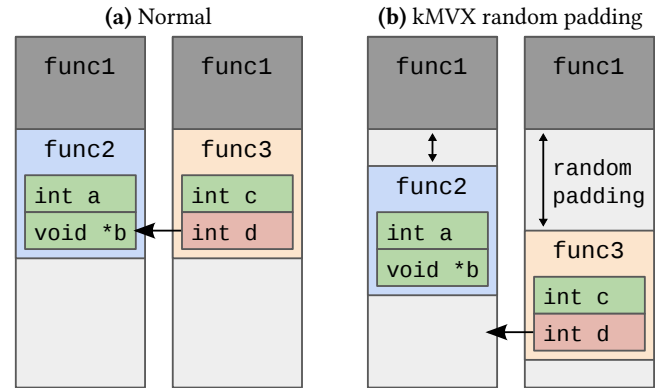 (a) Normal
func1
func2
int a
void *b
func1
func3
int c
int d
(b) kMVX random padding
func1
func2
int a
void *b
func1
random
padding
func3
int c
int d